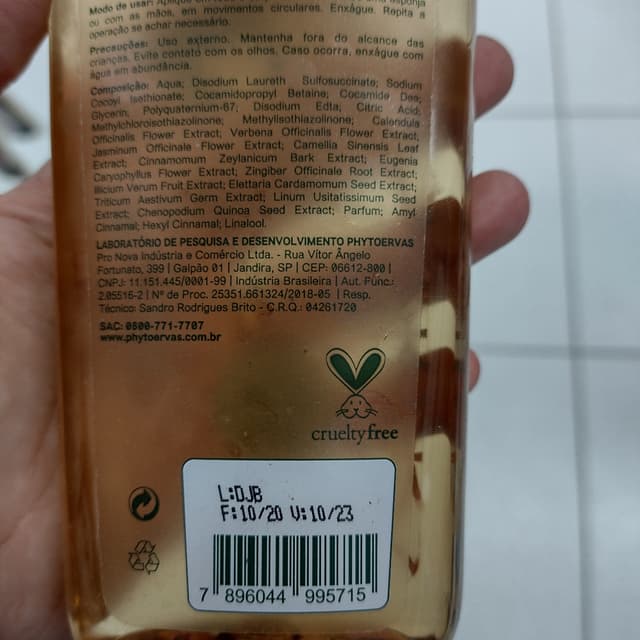 Modo de usar: Aplique
ou com as mãos, em movimentos circulares. Enxágue. Repita a
operação se achar necessário.
Precauções: Uso externo. Mantenha fora do alcance das
crianças. Evite contato com os olhos. Caso ocorra, enxágue com
água em abundância.
Composição: Aqua; Disodium Laureth Sulfosuccinate; Sodium
Cocoyl Isethionate; Cocamidopropyl Betaine; Cocamide Dea;
Glycerin; Polyquaternium-67; Disodium Edta; Citric Acid;
Methylchloroisothiazolinone; Methylisothiazolinone; Calendula
Officinalis Flower Extract; Verbena Officinalis Flower Extract;
Jasminum Officinale Flower Extract; Camellia Sinensis Leaf
Extract; Cinnamomum Zeylanicum Bark Extract; Eugenia
Caryophyllus Flower Extract; Zingiber Officinale Root Extract;
Illicium Verum Fruit Extract; Elettaria Cardamomum Seed Extract;
Triticum Aestivum Germ Extract; Linum Usitatissimum Seed
Extract; Chenopodium Quinoa Seed Extract; Parfum; Amyl
Cinnamal; Hexyl Cinnamal; Linalool.
LABORATÓRIO DE PESQUISA E DESENVOLVIMENTO PHYTOERVAS
Pro Nova Indústria e Comércio Ltda. - Rua Vítor Ângelo
Fortunato, 399 | Galpão 01 | Jandira, SP | CEP: 06612-800 |
CNPJ: 11.151.445/0001-99 | Indústria Brasileira | Aut. Func.:
2.05515-2 | Nº de Proc. 25351.661324/2018-05 | Resp.
Técnico: Sandro Rodrigues Brito - C.R.Q.: 04261720
SAC: 0800-771-7707
www.phytoervas.com.br
crueltyfree
L:DJB
F:10/20 V:10/23
7 896044 995715